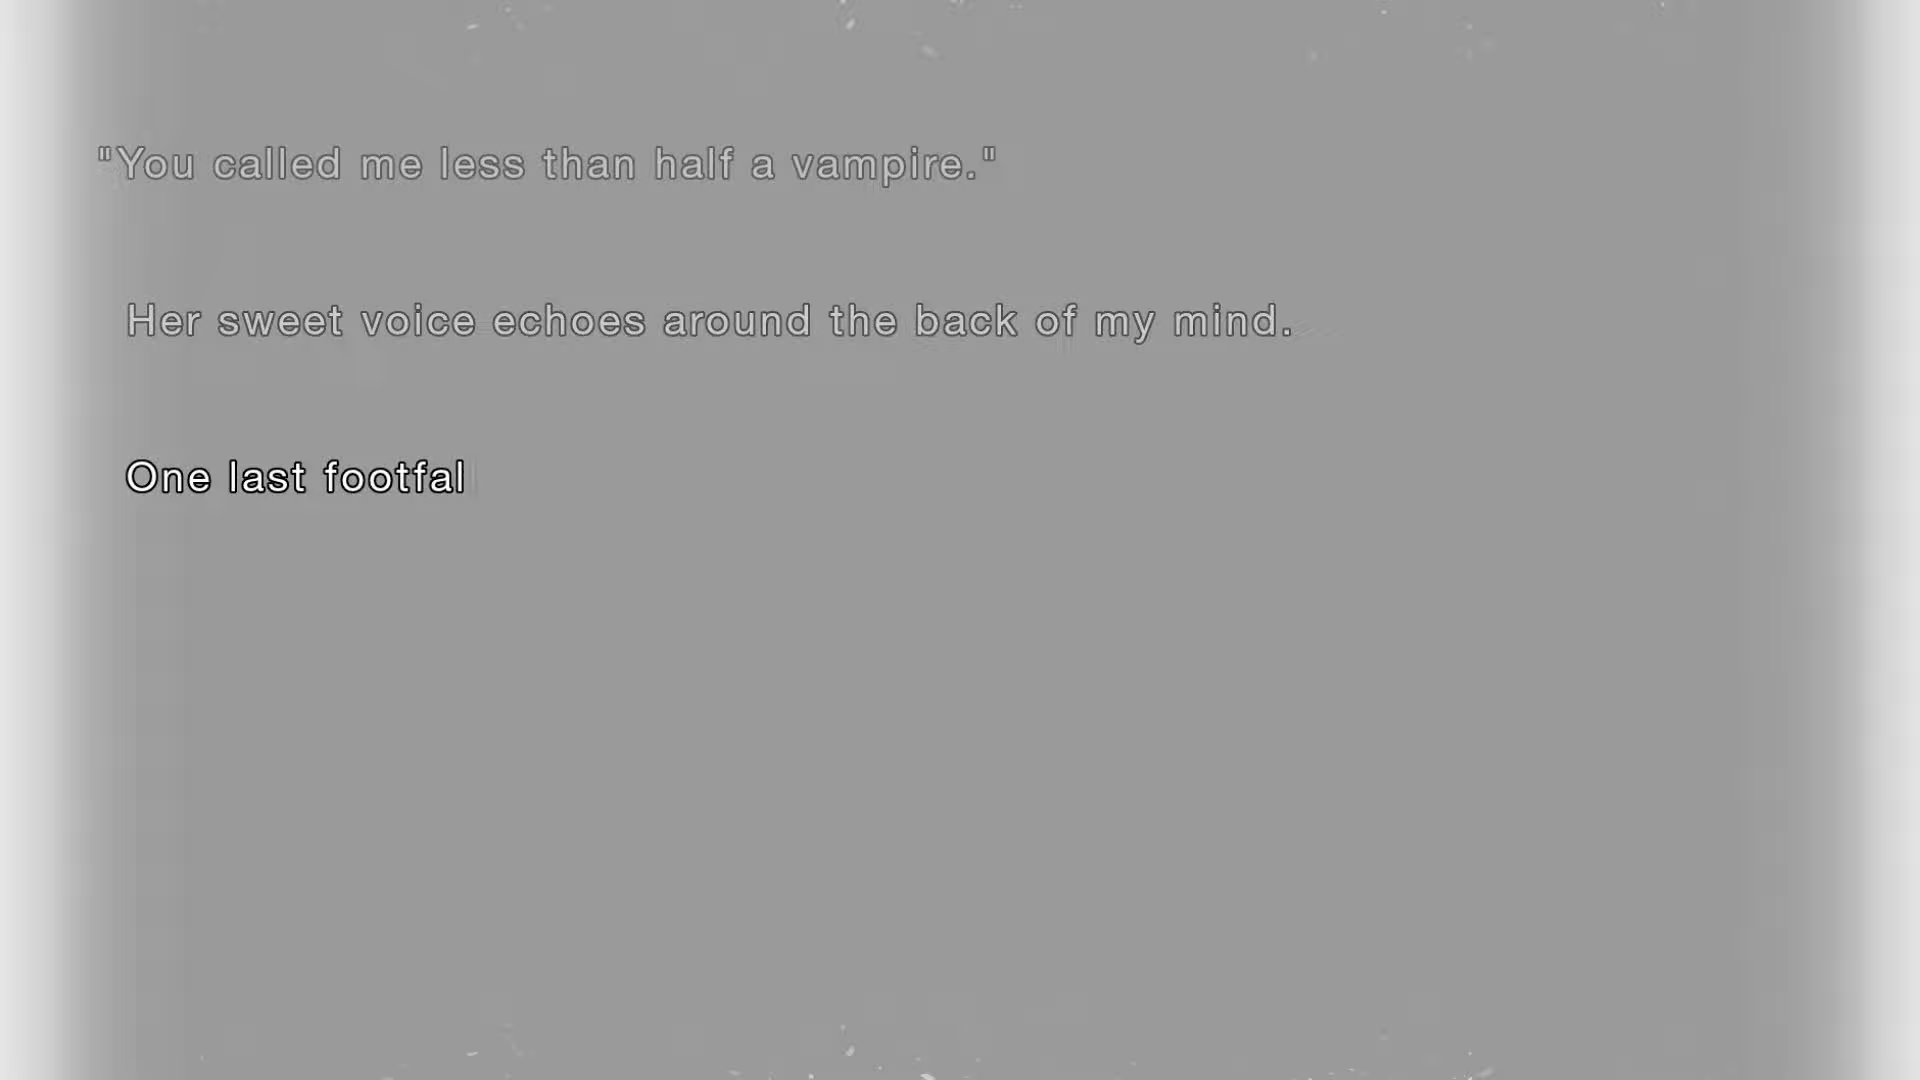 "You called me less than half a vampire."
Her sweet voice echoes around the back of my mind.
One last footfal